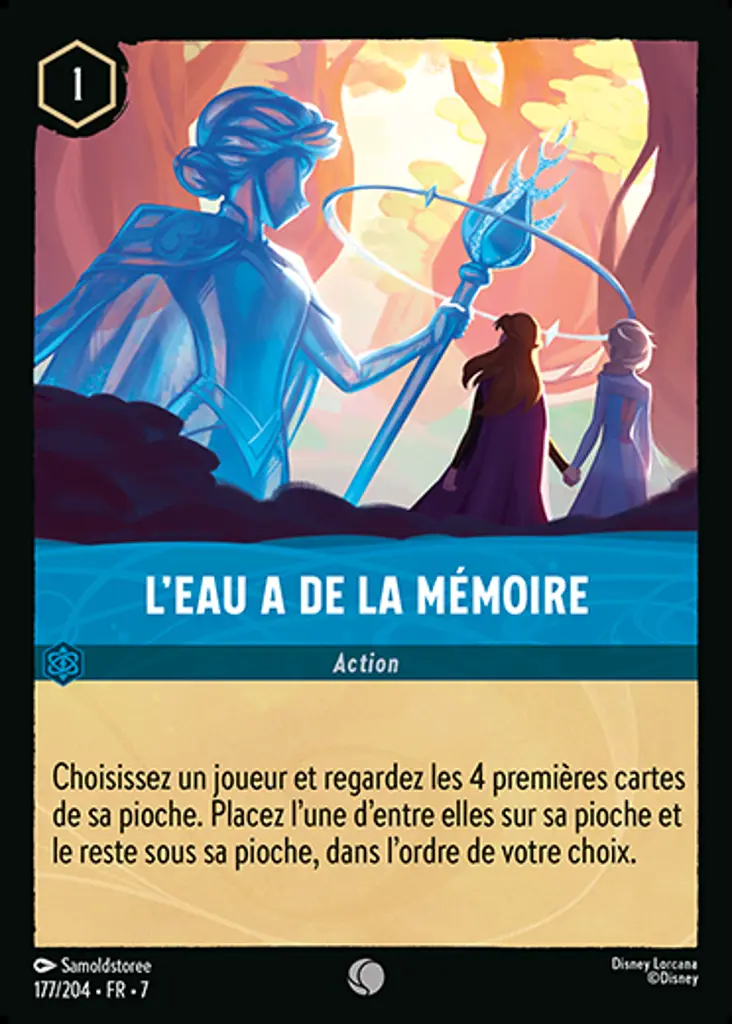 1
L'EAU A DE LA MÉMOIRE
Action
Choisissez un joueur et regardez les 4 premières cartes
de sa pioche. Placez l'une d'entre elles sur sa pioche et
le reste sous sa pioche, dans l'ordre de votre choix.
Samoldstoree
177/204 • FR • 7
Disney Lorcana
©Disney